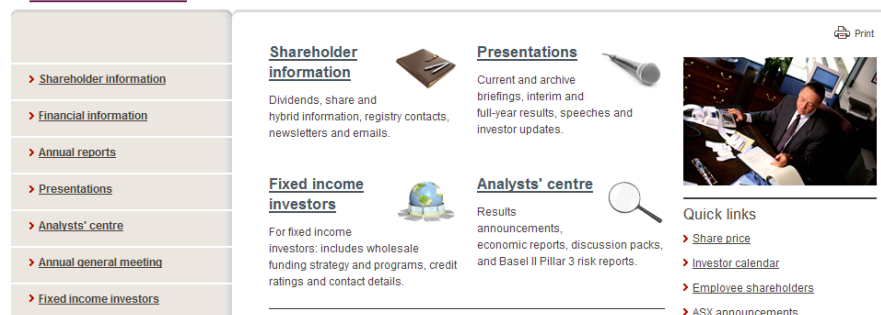 Print
Shareholder information
Financial information
Annual reports
Presentations
Analysts' centre
Annual general meeting
Fixed income investors
Shareholder
information
Dividends, share and
hybrid information, registry contacts,
newsletters and emails.
Presentations
Current and archive
briefings, interim and
full-year results, speeches and
investor updates.
Fixed income
investors
For fixed income
investors: includes wholesale
funding strategy and programs, credit
ratings and contact details.
Analysts' centre
Results
announcements,
economic reports, discussion packs,
and Basel II Pillar 3 risk reports.
Quick links
Share price
Investor calendar
Employee shareholders
ASX announcements